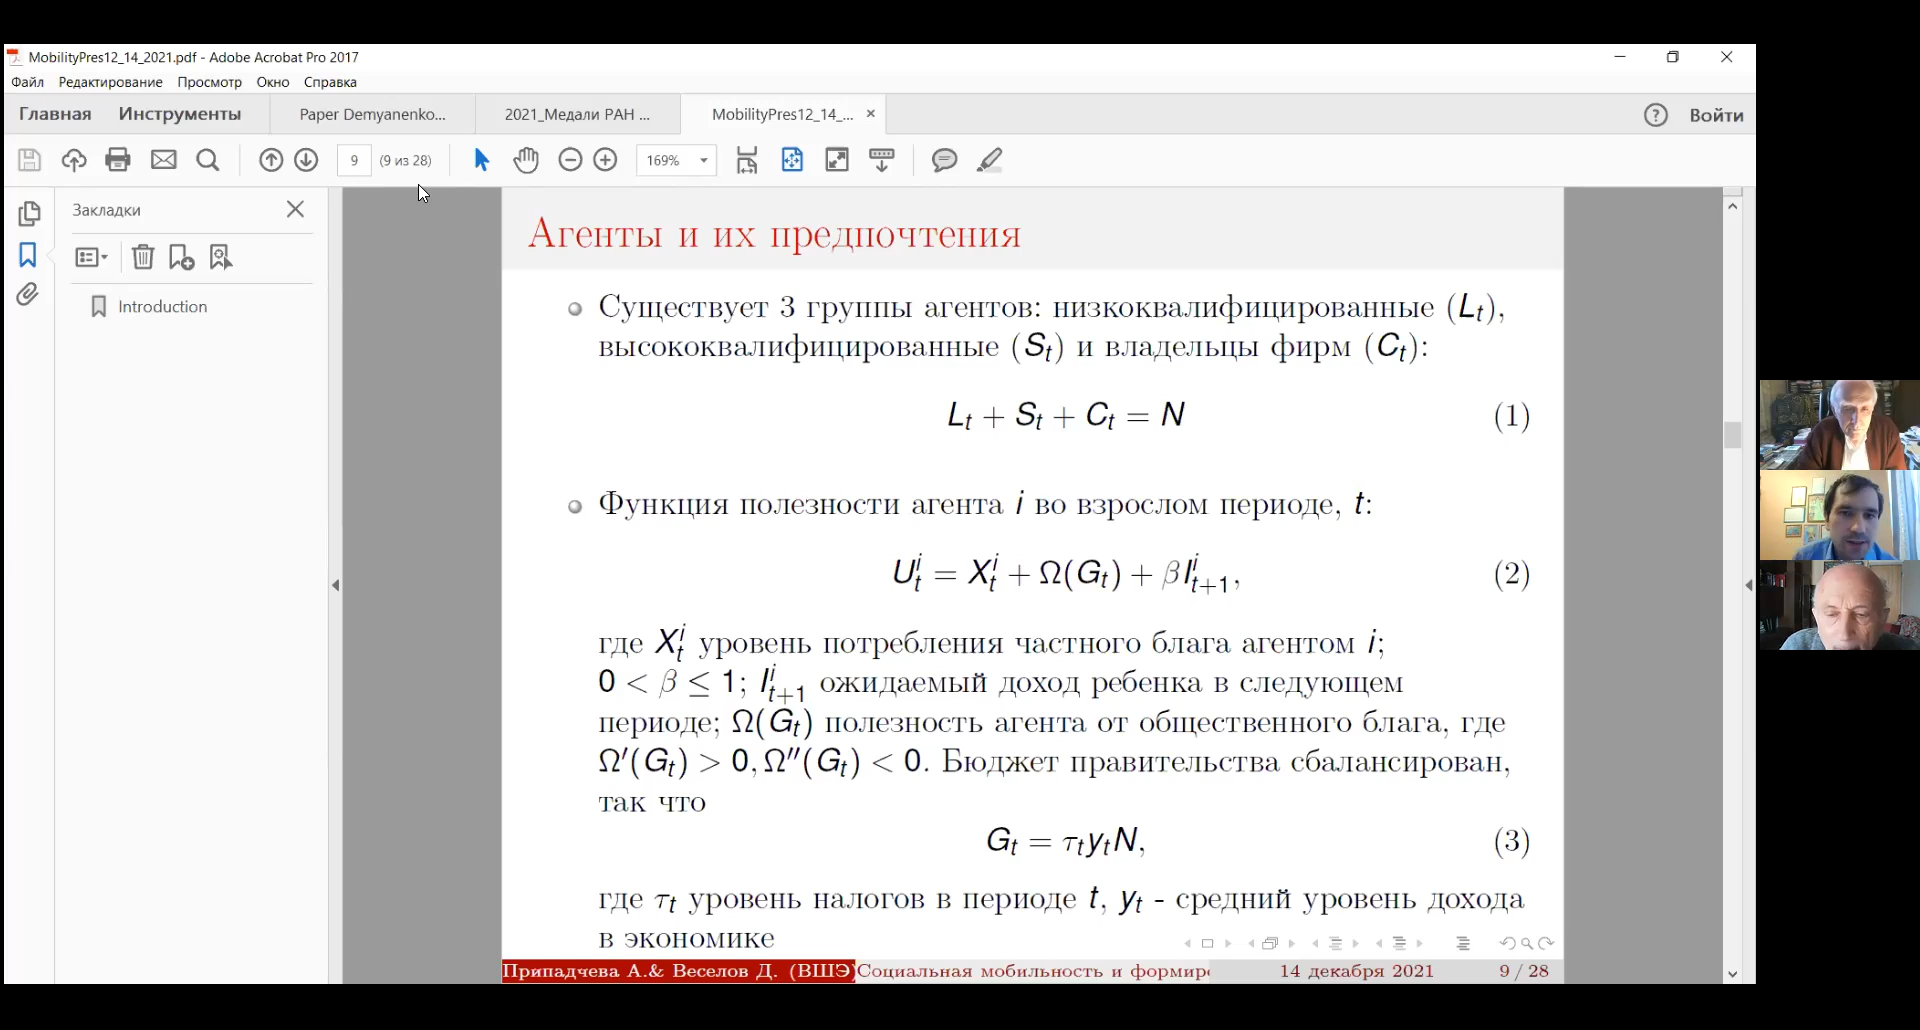 MobilityPres12_14_2021.pdf - Adobe Acrobat Pro 2017
Файл Редактирование Просмотр Окно Справка
Главная Инструменты Paper Demyanenko... 2021_Медали РАН ... MobilityPres12_14_... × ? Войти
9 (9 из 28) 169%
Закладки
Introduction
Агенты и их предпочтения
Существует 3 группы агентов: низкоквалифицированные (L_t),
высококвалифицированные (S_t) и владельцы фирм (C_t):
L_t + S_t + C_t = N (1)
Функция полезности агента i во взрослом периоде, t:
U_t^i = X_t^i + Ω(G_t) + βI_{t+1}^i, (2)
где X_t^i уровень потребления частного блага агентом i;
0 < β ≤ 1; I_{t+1}^i ожидаемый доход ребенка в следующем
периоде; Ω(G_t) полезность агента от общественного блага, где
Ω′(G_t) > 0, Ω″(G_t) < 0. Бюджет правительства сбалансирован,
так что
G_t = τ_t y_t N, (3)
где τ_t уровень налогов в периоде t, y_t - средний уровень дохода
в экономике
Припадчева А.& Веселов Д. (ВШЭ) Социальная мобильность и формир 14 декабря 2021 9 / 28